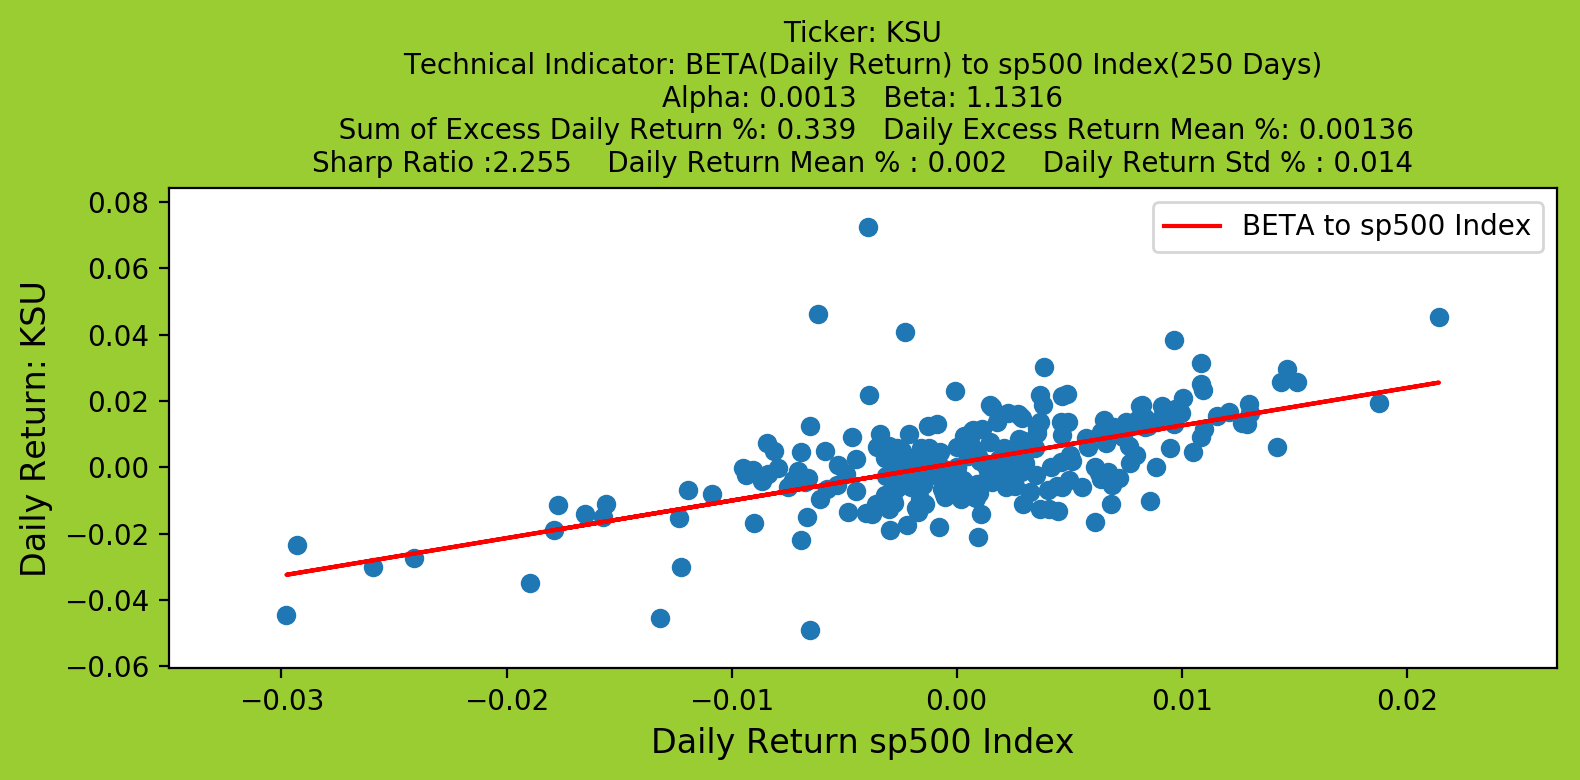 Ticker: KSU
Technical Indicator: BETA(Daily Return) to sp500 Index(250 Days)
Alpha: 0.0013   Beta: 1.1316
Sum of Excess Daily Return %: 0.339   Daily Excess Return Mean %: 0.00136
Sharp Ratio :2.255    Daily Return Mean % : 0.002    Daily Return Std % : 0.014
BETA to sp500 Index
Daily Return: KSU
0.08
0.06
0.04
0.02
0.00
−0.02
−0.04
−0.06
−0.03
−0.02
−0.01
0.00
0.01
0.02
Daily Return sp500 Index